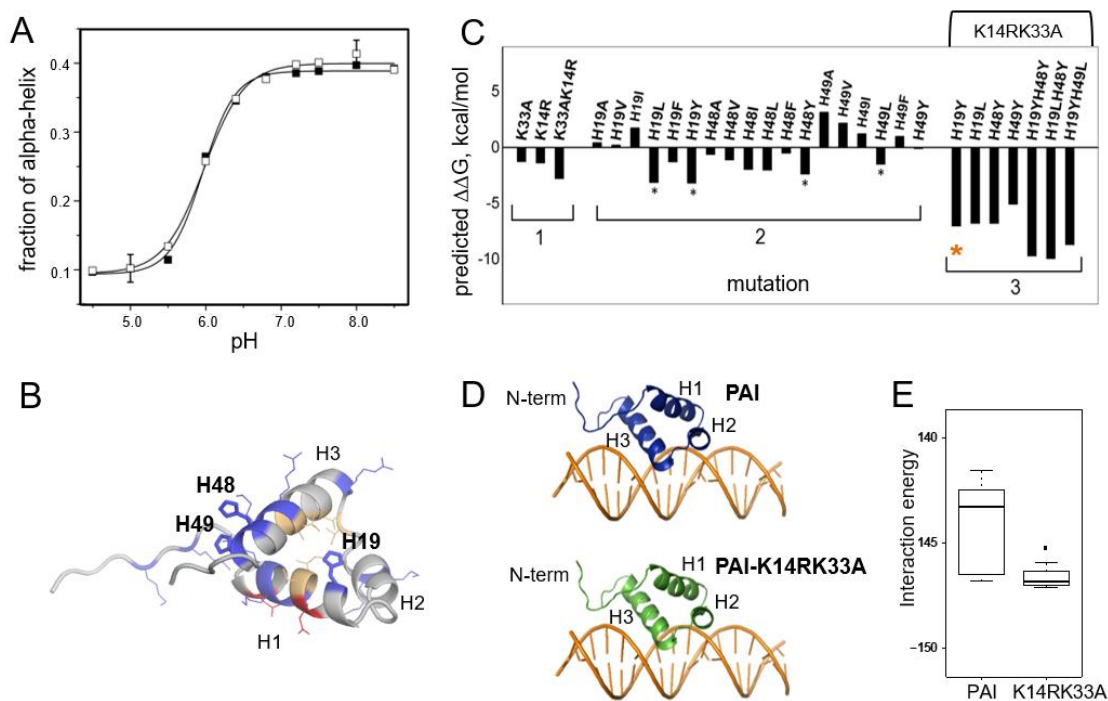 A
fraction of alpha-helix
0.4
0.3
0.2
0.1
5.0 6.0 7.0 8.0
pH
B
H3
H48
H49
H19
H2
H1
C
K14RK33A
predicted ΔΔG, kcal/mol
5
0
-5
-10
K33A
K14R
K33AK14R
H19A
H19V
H19I
H19L
H19F
H19Y
H48A
H48V
H48I
H48L
H48F
H48Y
H49A
H49V
H49I
H49L
H49F
H49Y
H19Y
H19L
H48Y
H49Y
H19YH48Y
H19LH48Y
H19YH49L
* * * *
*
1 2 3
mutation
D
N-term H1 PAI
H2
H3
N-term H1 PAI-K14RK33A
H2
H3
E
Interaction energy
140
145
−150
PAI K14RK33A